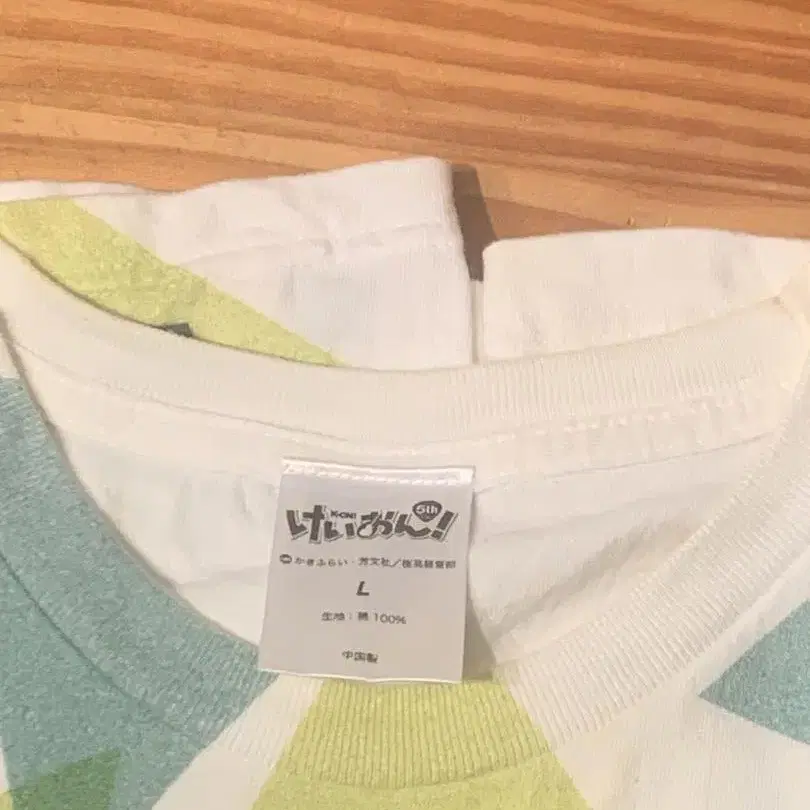 K-ON!
けいおん! 5th
©かきふらい・芳文社／桜高軽音部
L
生地：綿 100%
中国製